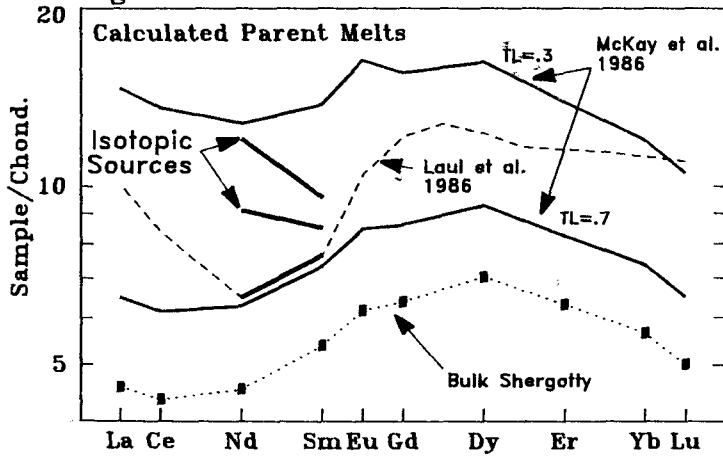 20
Calculated Parent Melts
TL=.3
McKay et al.
1986
Isotopic
Sources
Laul et al.
1986
10
TL=.7
Sample/Chond.
5
Bulk Shergotty
La Ce Nd Sm Eu Gd Dy Er Yb Lu